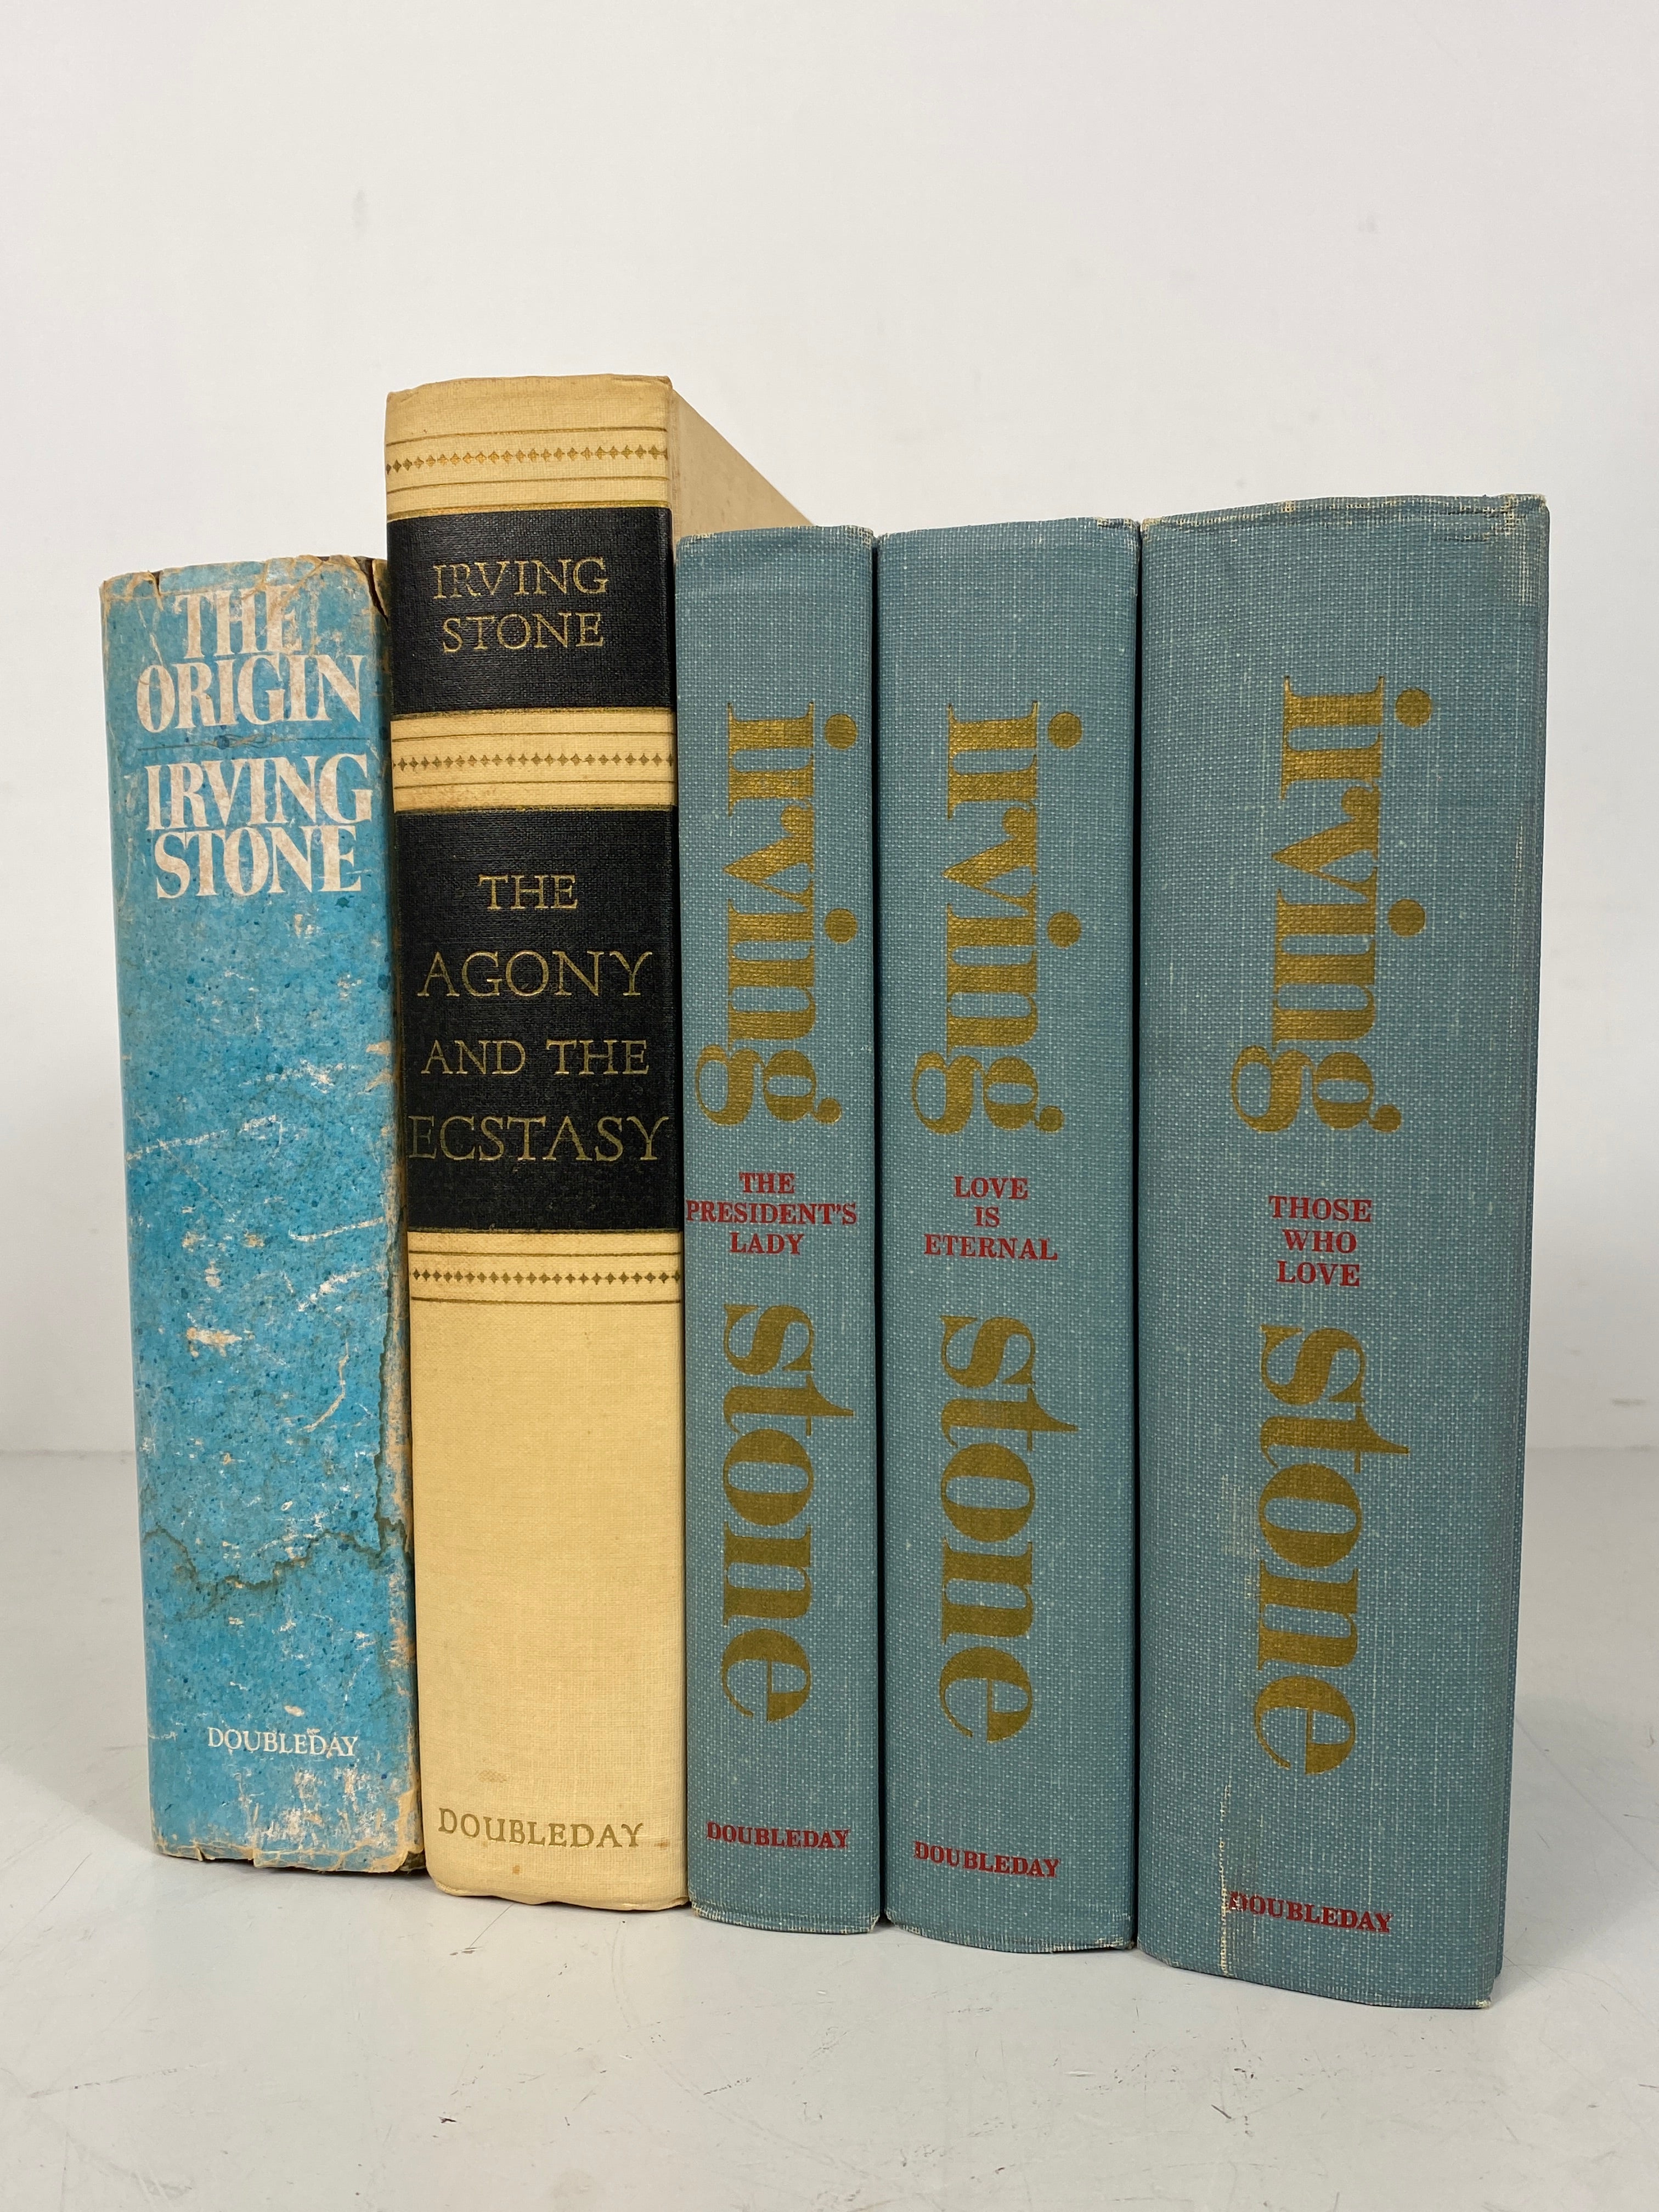 THE
ORIGIN
IRVING
STONE
DOUBLEDAY
IRVING
STONE
THE
AGONY
AND THE
ECSTASY
DOUBLEDAY
irving
THE
PRESIDENT'S
LADY
stone
DOUBLEDAY
irving
LOVE
IS
ETERNAL
stone
DOUBLEDAY
irving
THOSE
WHO
LOVE
stone
DOUBLEDAY